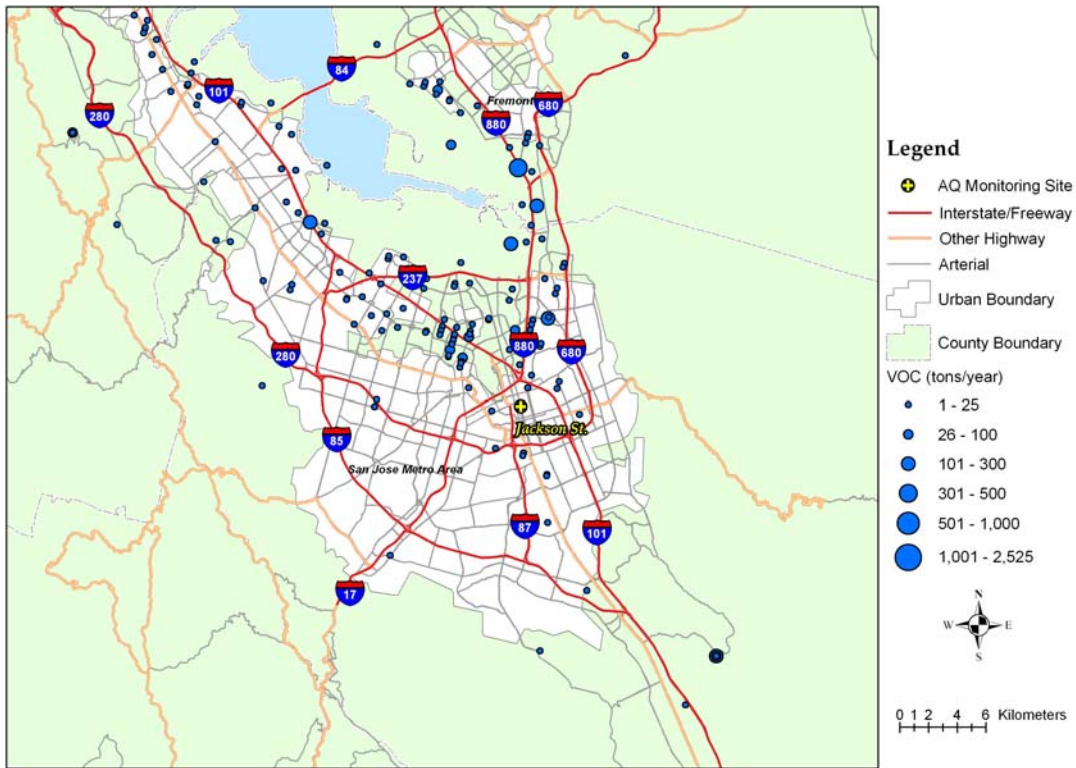 84
101
280
Fremont
680
880
237
280
880
680
Jackson St.
85
San Jose Metro Area
87
101
17
Legend
AQ Monitoring Site
Interstate/Freeway
Other Highway
Arterial
Urban Boundary
County Boundary
VOC (tons/year)
1 - 25
26 - 100
101 - 300
301 - 500
501 - 1,000
1,001 - 2,525
N
W E
S
0 1 2 4 6 Kilometers